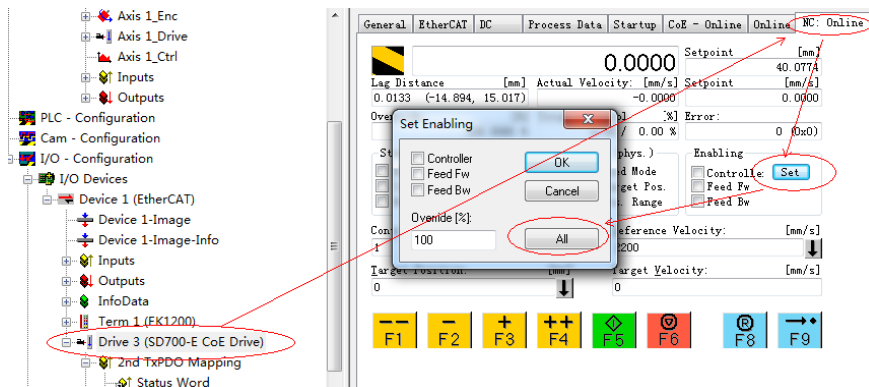 Axis 1_Enc
Axis 1_Drive
Axis 1_Ctrl
Inputs
Outputs
PLC - Configuration
Cam - Configuration
I/O - Configuration
I/O Devices
Device 1 (EtherCAT)
Device 1-Image
Device 1-Image-Info
Inputs
Outputs
InfoData
Term 1 (EK1200)
Drive 3 (SD700-E CoE Drive)
2nd TxPDO Mapping
Status Word
General EtherCAT DC Process Data Startup CoE - Online Online NC: Online
0.0000
Setpoint [mm]
40.0774
Lag Distance [mm] Actual Velocity: [mm/s] Setpoint [mm/s]
0.0133 (-14.894, 15.017) -0.0000 0.0000
[%] Error:
/ 0.00 % 0 (0x0)
Set Enabling
Controller
Feed Fw
Feed Bw
Override [%]:
100
OK
Cancel
All
phys.) Enabling
Mode Controlle: Set
Pos. Feed Fw
Range Feed Bw
1
Reference Velocity: [mm/s]
2200
Target Position: [mm] Target Velocity: [mm/s]
0 0
-- - + ++
F1 F2 F3 F4 F5 F6 F8 F9